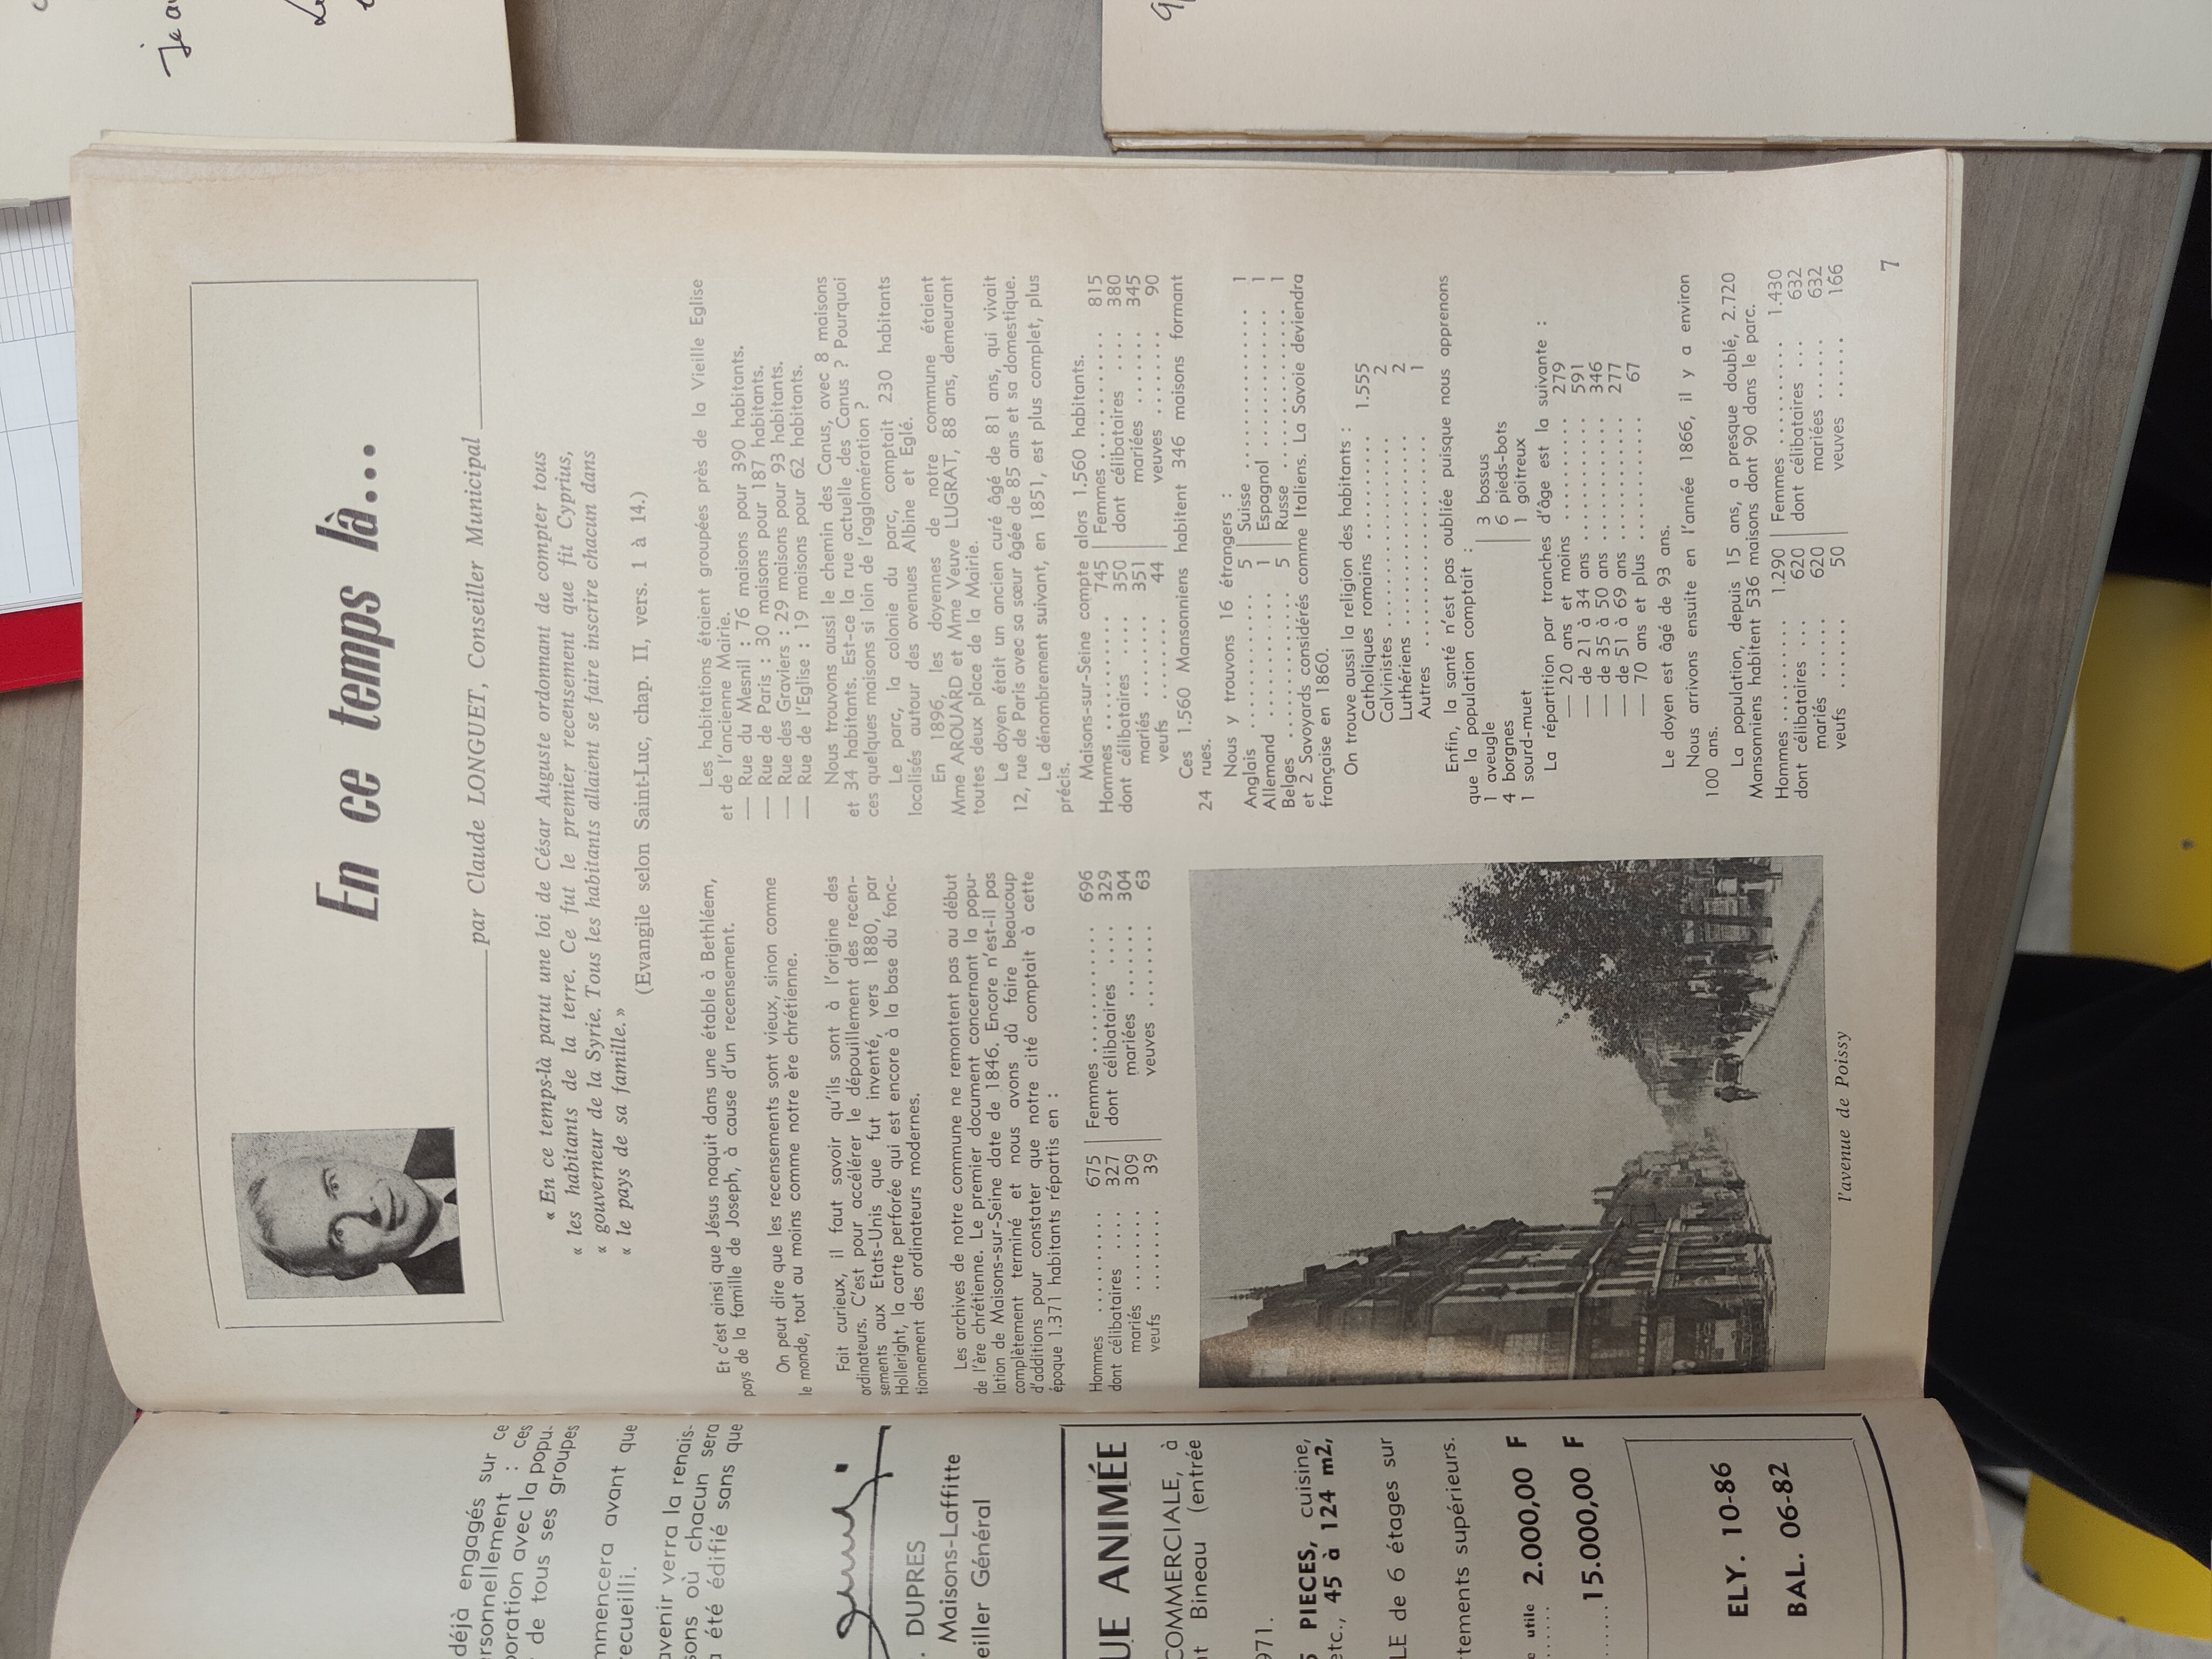 je
déjà engagés sur ce
ersonnellement : ces
poration avec la popu-
de tous ses groupes
mmencera avant que
recueilli.
avenir verra la renais-
sons où chacun sera
a été édifié sans que
. DUPRES
Maisons-Laffitte
eiller Général
UE ANIMÉE
COMMERCIALE, à
nt Bineau (entrée
971.
5 PIECES, cuisine,
etc., 45 à 124 m2,
LE de 6 étages sur
rtements supérieurs.
e utile 2.000,00 F
...... 15.000,00 F
ELY. 10-86
BAL. 06-82
En ce temps là...
par Claude LONGUET, Conseiller Municipal
« En ce temps-là parut une loi de César Auguste ordonnant de compter tous
« les habitants de la terre. Ce fut le premier recensement que fit Cyprius,
« gouverneur de la Syrie. Tous les habitants allaient se faire inscrire chacun dans
« le pays de sa famille. »
(Evangile selon Saint-Luc, chap. II, vers. 1 à 14.)
Et c'est ainsi que Jésus naquit dans une étable à Bethléem,
pays de la famille de Joseph, à cause d'un recensement.
On peut dire que les recensements sont vieux, sinon comme
le monde, tout au moins comme notre ère chrétienne.
Fait curieux, il faut savoir qu'ils sont à l'origine des
ordinateurs. C'est pour accélérer le dépouillement des recen-
sements aux Etats-Unis que fut inventé, vers 1880, par
Holleright, la carte perforée qui est encore à la base du fonc-
tionnement des ordinateurs modernes.
Les archives de notre commune ne remontent pas au début
de l'ère chrétienne. Le premier document concernant la popu-
lation de Maisons-sur-Seine date de 1846. Encore n'est-il pas
complètement terminé et nous avons dû faire beaucoup
d'additions pour constater que notre cité comptait à cette
époque 1.371 habitants répartis en :
Hommes .......... 675 | Femmes .......... 696
dont célibataires .... 327 | dont célibataires .... 329
mariés ....... 309 | mariées ....... 304
veufs ........ 39 | veuves ........ 63
l'avenue de Poissy
Les habitations étaient groupées près de la Vieille Eglise
et de l'ancienne Mairie.
— Rue du Mesnil : 76 maisons pour 390 habitants.
— Rue de Paris : 30 maisons pour 187 habitants.
— Rue des Graviers : 29 maisons pour 93 habitants.
— Rue de l'Eglise : 19 maisons pour 62 habitants.
Nous trouvons aussi le chemin des Canus, avec 8 maisons
et 34 habitants. Est-ce la rue actuelle des Canus ? Pourquoi
ces quelques maisons si loin de l'agglomération ?
Le parc, la colonie du parc, comptait 230 habitants
localisés autour des avenues Albine et Eglé.
En 1896, les doyennes de notre commune étaient
Mme AROUARD et Mme Veuve LUGRAT, 88 ans, demeurant
toutes deux place de la Mairie.
Le doyen était un ancien curé âgé de 81 ans, qui vivait
12, rue de Paris avec sa sœur âgée de 85 ans et sa domestique.
Le dénombrement suivant, en 1851, est plus complet, plus
précis.
Maisons-sur-Seine compte alors 1.560 habitants.
Hommes .......... 745 | Femmes .......... 815
dont célibataires .... 350 | dont célibataires .... 380
mariés ....... 351 | mariées ....... 345
veufs ........ 44 | veuves ........ 90
Ces 1.560 Mansonniens habitent 346 maisons formant
24 rues.
Nous y trouvons 16 étrangers :
Anglais .......... 5 | Suisse .......... 1
Allemand .......... 1 | Espagnol .......... 1
Belges .......... 5 | Russe .......... 1
et 2 Savoyards considérés comme Italiens. La Savoie deviendra
française en 1860.
On trouve aussi la religion des habitants :
Catholiques romains .......... 1.555
Calvinistes .......... 2
Luthériens .......... 2
Autres .......... 1
Enfin, la santé n'est pas oubliée puisque nous apprenons
que la population comptait :
1 aveugle | 3 bossus
4 borgnes | 6 pieds-bots
1 sourd-muet | 1 goitreux
La répartition par tranches d'âge est la suivante :
— 20 ans et moins .......... 279
— de 21 à 34 ans .......... 591
— de 35 à 50 ans .......... 346
— de 51 à 69 ans .......... 277
— 70 ans et plus .......... 67
Le doyen est âgé de 93 ans.
Nous arrivons ensuite en l'année 1866, il y a environ
100 ans.
La population, depuis 15 ans, a presque doublé, 2.720
Mansonniens habitent 536 maisons dont 90 dans le parc.
Hommes .......... 1.290 | Femmes .......... 1.430
dont célibataires ... 620 | dont célibataires ... 632
mariés ...... 620 | mariées ...... 632
veufs ....... 50 | veuves ...... 166
7